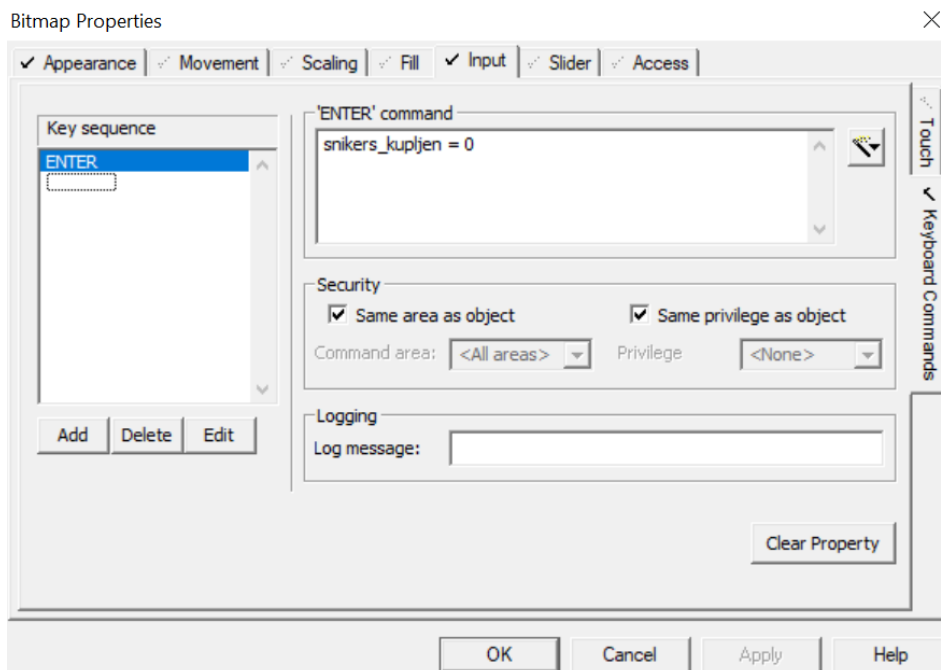 Bitmap Properties
Appearance Movement Scaling Fill Input Slider Access
Key sequence
ENTER
Add Delete Edit
'ENTER' command
snikers_kupljen = 0
Security
Same area as object Same privilege as object
Command area: <All areas> Privilege <None>
Logging
Log message:
Clear Property
Touch
Keyboard Commands
OK Cancel Apply Help